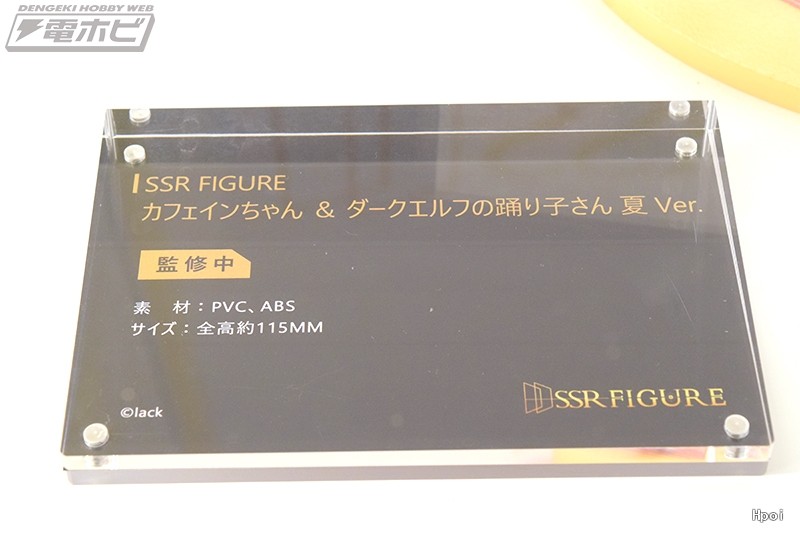 DENGEKI HOBBY WEB
電ホビ
SSR FIGURE
カフェインちゃん & ダークエルフの踊り子さん 夏 Ver.
監修中
素　材：PVC、ABS
サイズ：全高約115MM
©lack
SSR-FIGURE
Hpoi